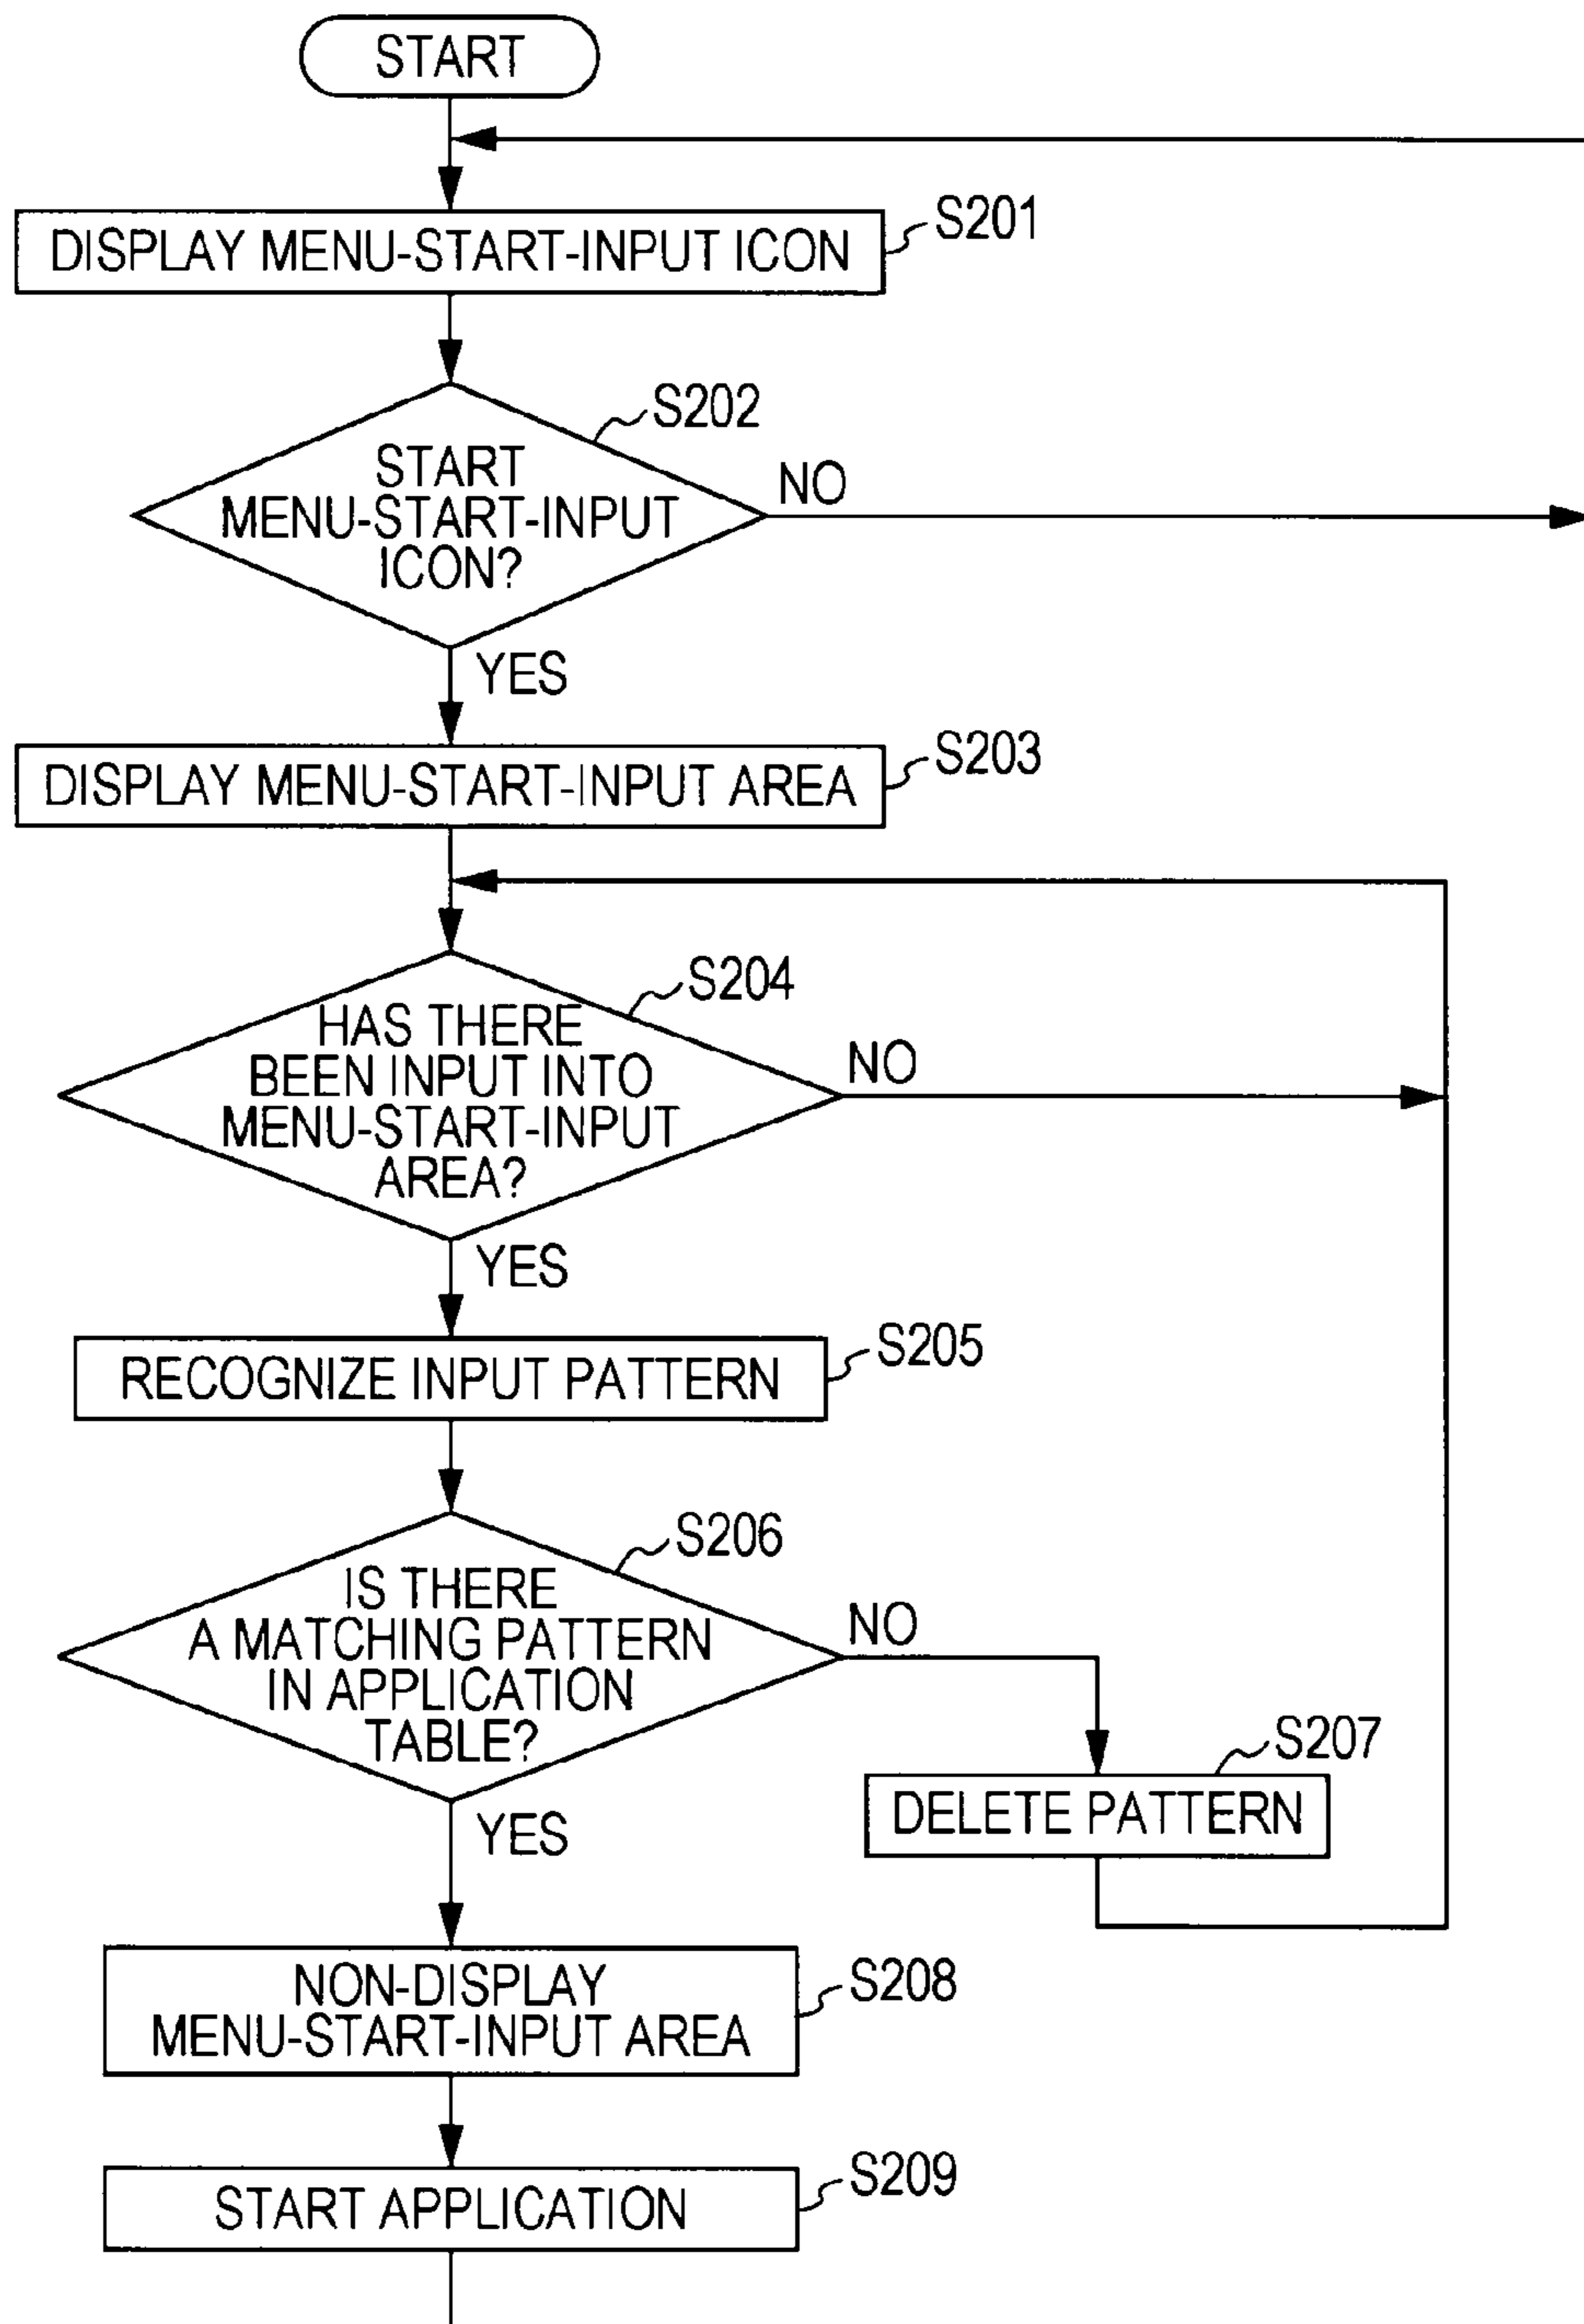 START
DISPLAY MENU-START-INPUT ICON
S201
S202
START
MENU-START-INPUT
ICON?
NO
YES
DISPLAY MENU-START-INPUT AREA
S203
S204
HAS THERE
BEEN INPUT INTO
MENU-START-INPUT
AREA?
NO
YES
RECOGNIZE INPUT PATTERN
S205
S206
IS THERE
A MATCHING PATTERN
IN APPLICATION
TABLE?
NO
S207
DELETE PATTERN
YES
NON-DISPLAY
MENU-START-INPUT AREA
S208
START APPLICATION
S209